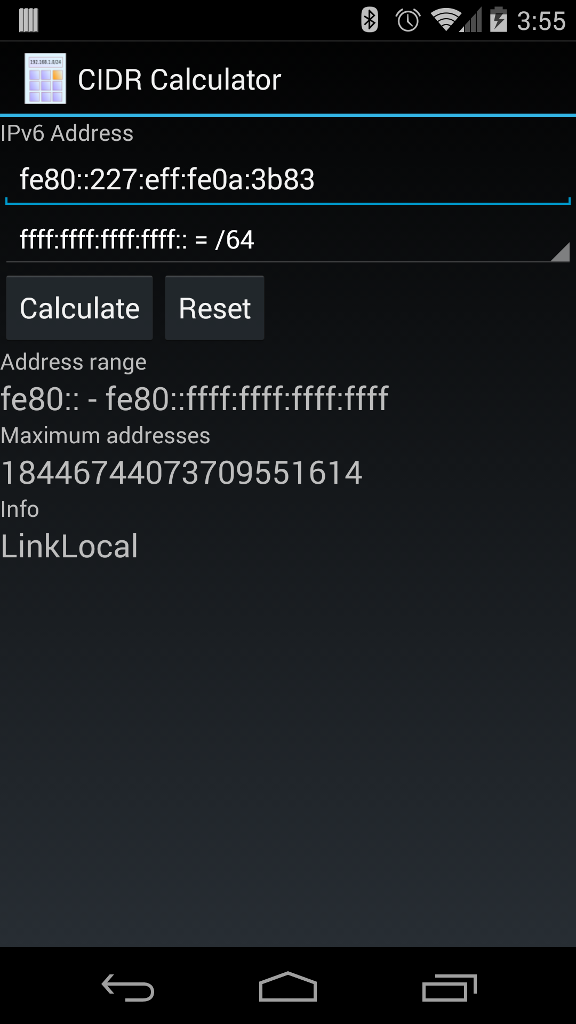 3:55
192.168.1.0/24
CIDR Calculator
IPv6 Address
fe80::227:eff:fe0a:3b83
ffff:ffff:ffff:ffff:: = /64
Calculate Reset
Address range
fe80:: - fe80::ffff:ffff:ffff:ffff
Maximum addresses
18446744073709551614
Info
LinkLocal